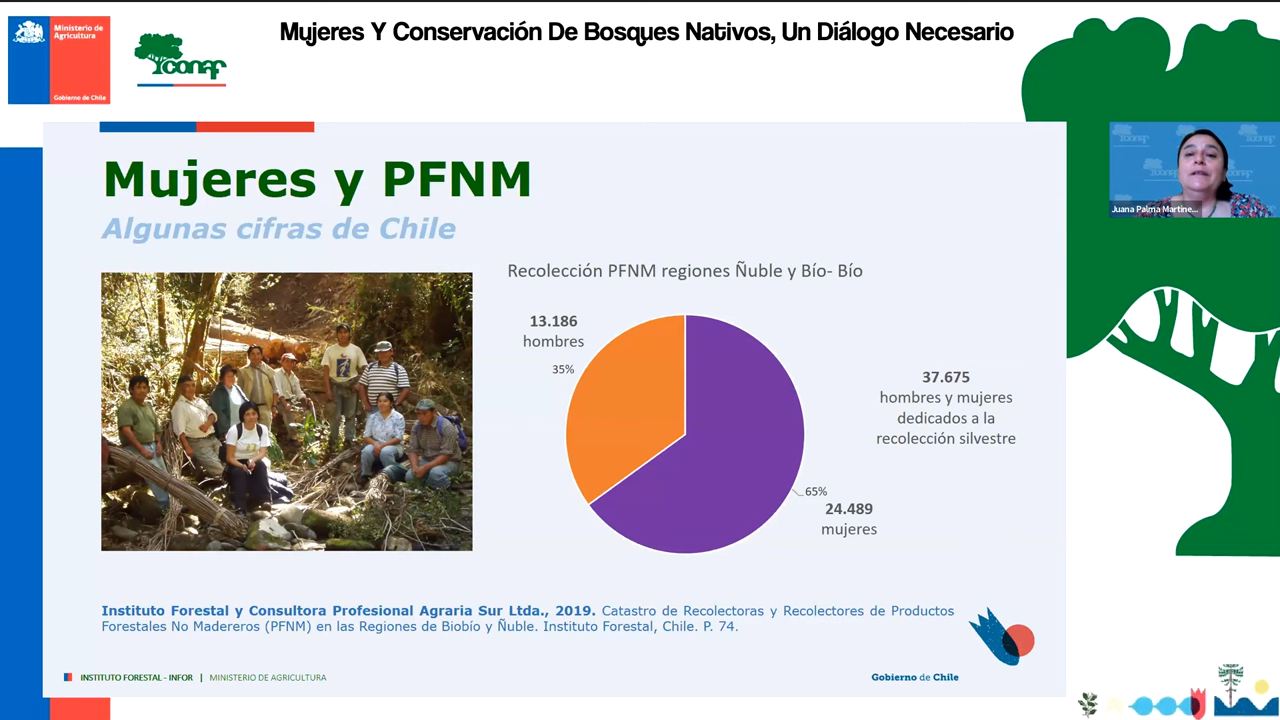 Ministerio de
Agricultura
Gobierno de Chile
CONAF
Mujeres Y Conservación De Bosques Nativos, Un Diálogo Necesario
Juana Palma Martine...
Mujeres y PFNM
Algunas cifras de Chile
Recolección PFNM regiones Ñuble y Bío- Bío
13.186
hombres
35%
37.675
hombres y mujeres
dedicados a la
recolección silvestre
65%
24.489
mujeres
Instituto Forestal y Consultora Profesional Agraria Sur Ltda., 2019. Catastro de Recolectoras y Recolectores de Productos
Forestales No Madereros (PFNM) en las Regiones de Biobío y Ñuble. Instituto Forestal, Chile. P. 74.
INSTITUTO FORESTAL - INFOR | MINISTERIO DE AGRICULTURA
Gobierno de Chile